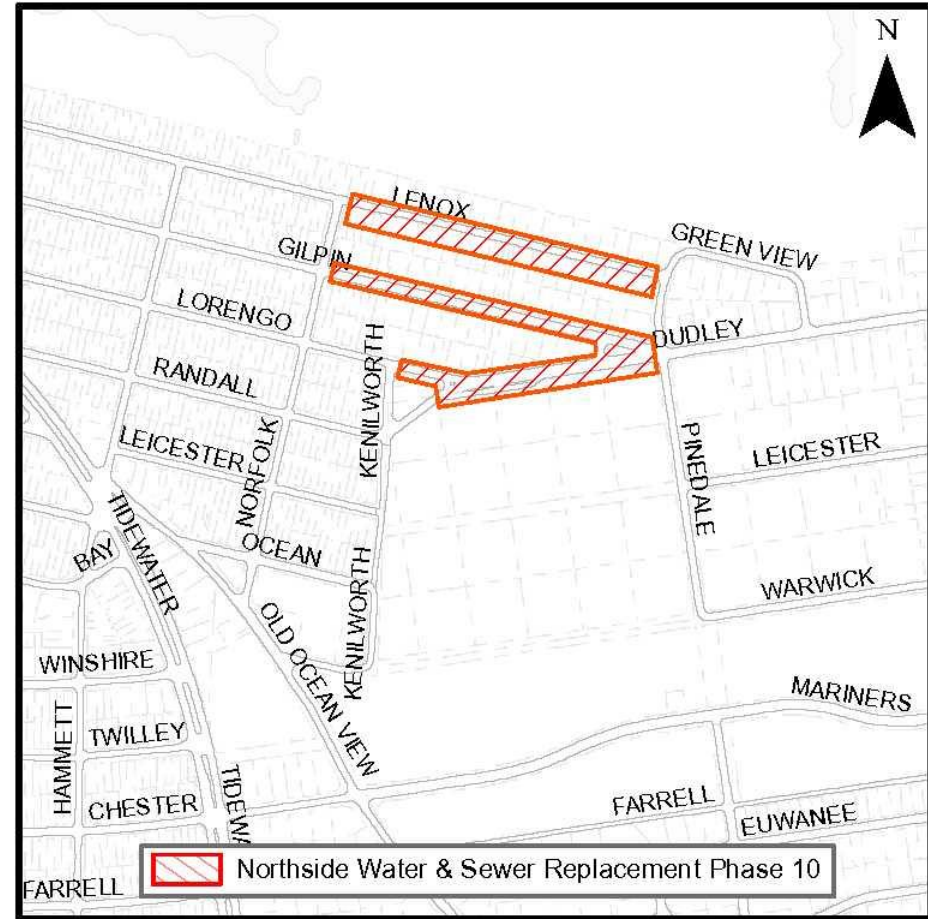 N
LENOX
GREEN VIEW
GILPIN
LORENGO
DUDLEY
KENILWORTH
RANDALL
LEICESTER
NORFOLK
PINEDALE
LEICESTER
TIDEWATER
BAY
OCEAN
KENILWORTH
WARWICK
OLD OCEAN VIEW
WINSHIRE
MARINERS
HAMMETT
TWILLEY
TIDEWA
CHESTER
FARRELL
EUWANEE
FARRELL
Northside Water & Sewer Replacement Phase 10